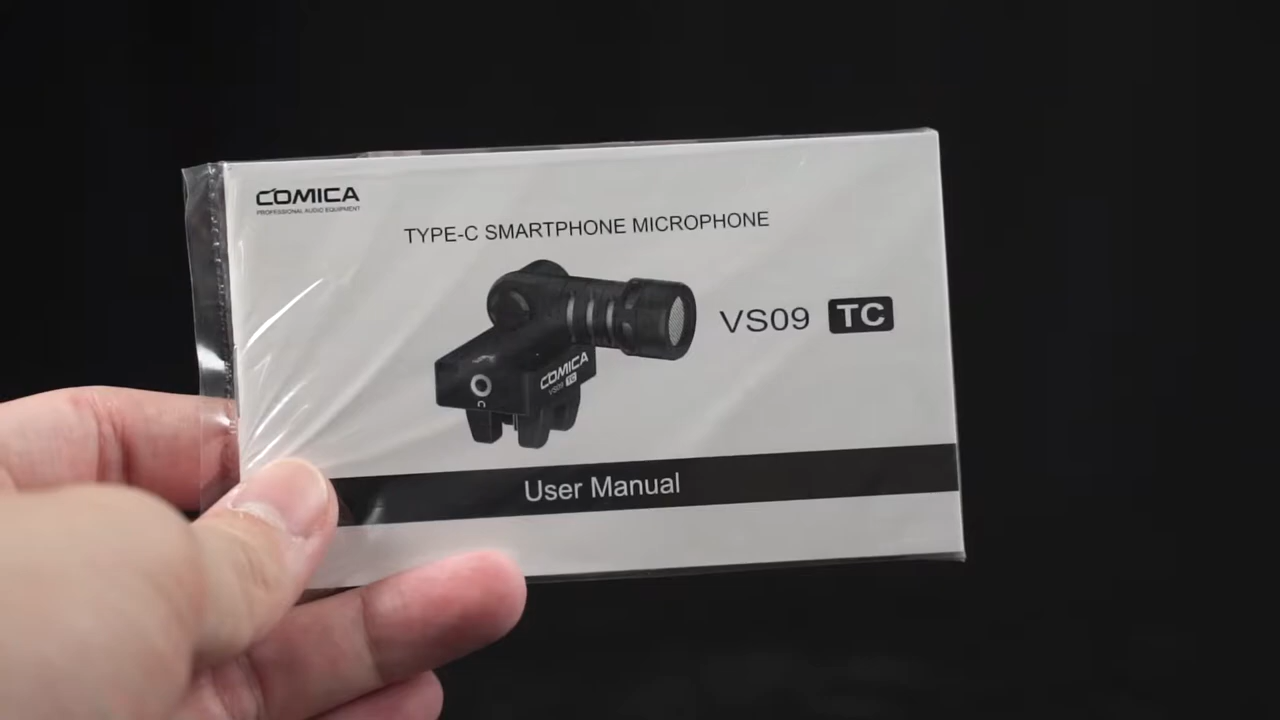 COMICA
PROFESSIONAL AUDIO EQUIPMENT
TYPE-C SMARTPHONE MICROPHONE
VS09 TC
COMICA
VS09 TC
User Manual